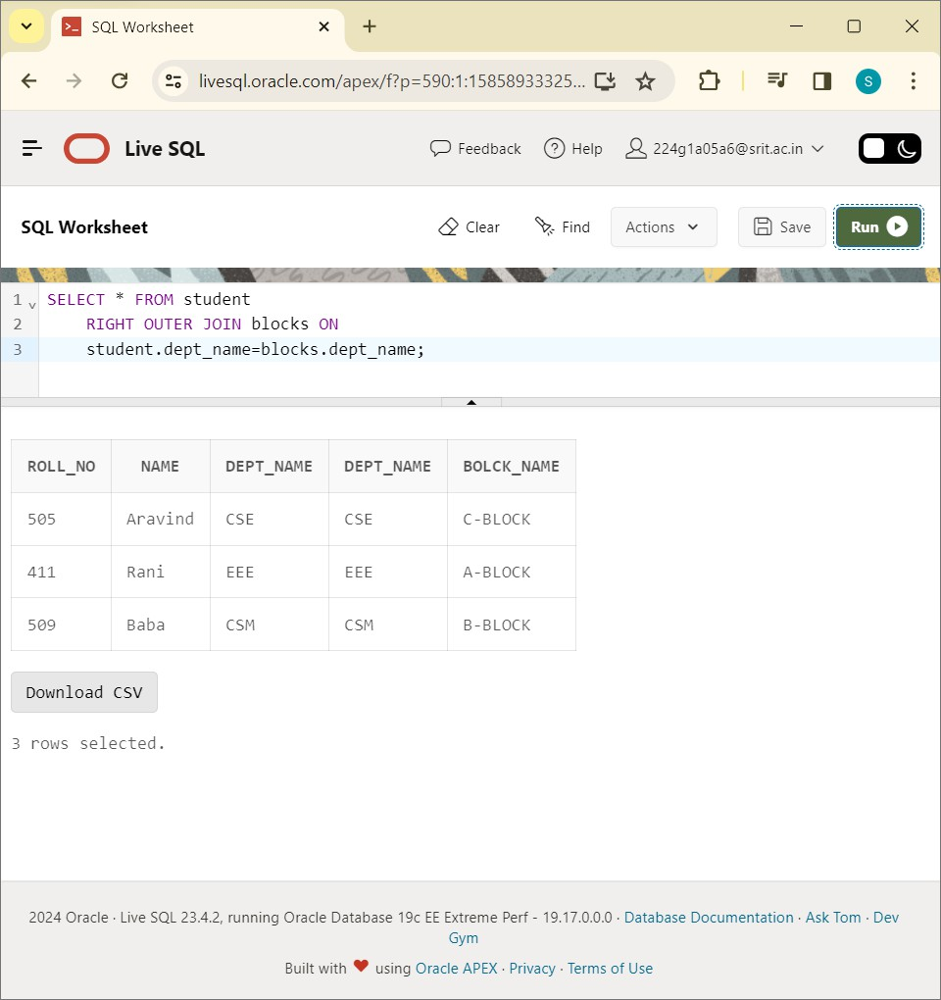 SQL Worksheet
livesql.oracle.com/apex/f?p=590:1:15858933325...
S
Live SQL
Feedback
Help
224g1a05a6@srit.ac.in
SQL Worksheet
Clear
Find
Actions
Save
Run
1 SELECT * FROM student
2 RIGHT OUTER JOIN blocks ON
3 student.dept_name=blocks.dept_name;
ROLL_NO NAME DEPT_NAME DEPT_NAME BOLCK_NAME
505 Aravind CSE CSE C-BLOCK
411 Rani EEE EEE A-BLOCK
509 Baba CSM CSM B-BLOCK
Download CSV
3 rows selected.
2024 Oracle · Live SQL 23.4.2, running Oracle Database 19c EE Extreme Perf - 19.17.0.0.0 · Database Documentation · Ask Tom · Dev
Gym
Built with ❤ using Oracle APEX · Privacy · Terms of Use